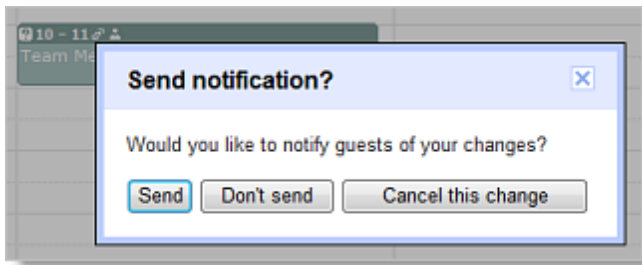 10 – 11
Team Me
Send notification?
Would you like to notify guests of your changes?
Send Don't send Cancel this change